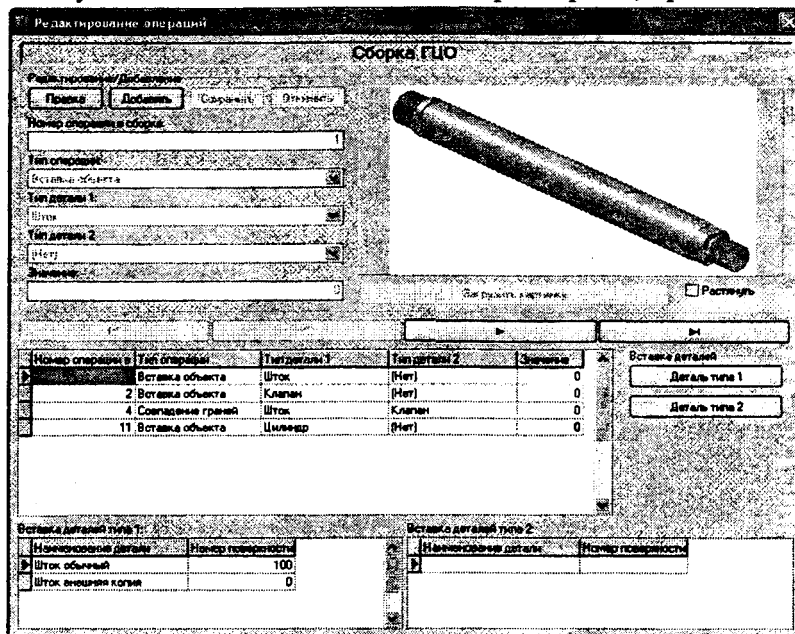 Редактирование операций
Сборка ГЦО
Редактирование/Добавление
Правка Добавить Сохранить Отменить
Номер операции в сборке:
1
Тип операции:
Вставка объекта
Тип детали 1:
Шток
Тип детали 2
(Нет)
Значение:
0
Загрузить картинку
Растянуть
Номер операции в Тип операции Тип детали 1 Тип детали 2 Значение
Вставка объекта Шток (Нет) 0
2 Вставка объекта Клапан (Нет) 0
4 Совпадение граней Шток Клапан 0
11 Вставка объекта Цилиндр (Нет) 0
Вставка деталей
Деталь типа 1
Деталь типа 2
Вставка деталей типа 1:
Наименование детали Номер поверхности
Шток обычный 100
Шток внешняя копия 0
Вставка деталей типа 2:
Наименование детали Номер поверхности